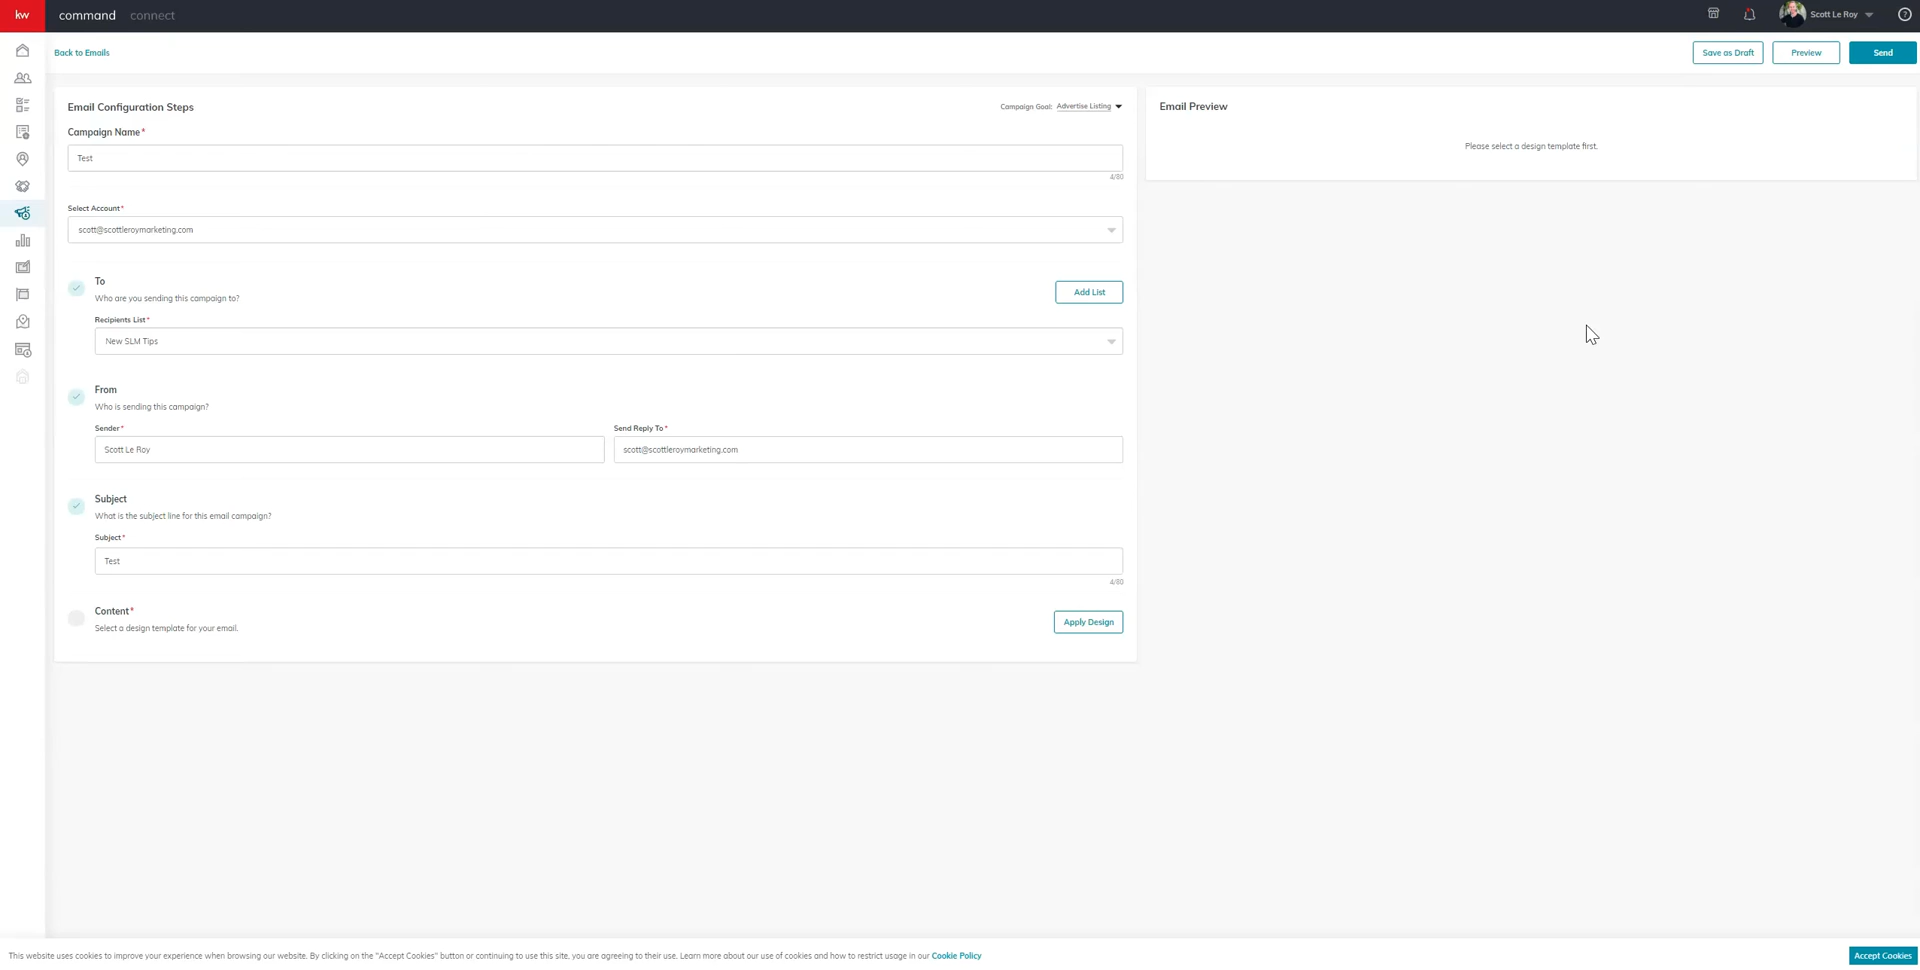 kw command connect Scott Le Roy ?
Back to Emails Save as Draft Preview Send
Email Configuration Steps Campaign Goal: Advertise Listing
Campaign Name*
Test
4/80
Select Account*
scott@scottleroymarketing.com
To
Who are you sending this campaign to?
Add List
Recipients List*
New SLM Tips
From
Who is sending this campaign?
Sender* Send Reply To*
Scott Le Roy scott@scottleroymarketing.com
Subject
What is the subject line for this email campaign?
Subject*
Test
4/60
Content*
Select a design template for your email.
Apply Design
Email Preview
Please select a design template first.
This website uses cookies to improve your experience when browsing our website. By clicking on the "Accept Cookies" button or continuing to use this site, you are agreeing to their use. Learn more about our use of cookies and how to restrict usage in our Cookie Policy Accept Cookies